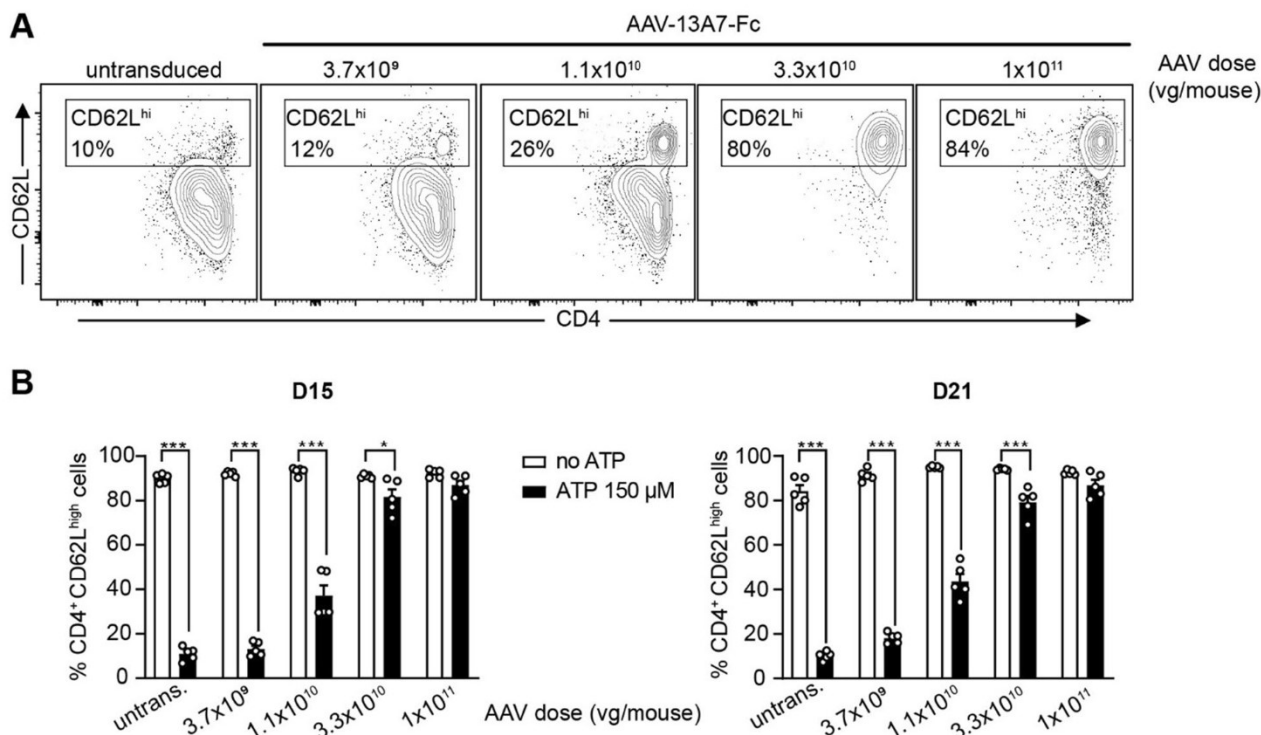 A
AAV-13A7-Fc
untransduced 3.7x10⁹ 1.1x10¹⁰ 3.3x10¹⁰ 1x10¹¹ AAV dose
(vg/mouse)
CD62Lʰⁱ CD62Lʰⁱ CD62Lʰⁱ CD62Lʰⁱ CD62Lʰⁱ
10% 12% 26% 80% 84%
CD62L
CD4
B
D15
*** *** *** *
% CD4⁺ CD62Lʰⁱᵍʰ cells
100
80
60
40
20
0
untrans. 3.7x10⁹ 1.1x10¹⁰ 3.3x10¹⁰ 1x10¹¹
no ATP
ATP 150 µM
AAV dose (vg/mouse)
D21
*** *** *** ***
% CD4⁺ CD62Lʰⁱᵍʰ cells
100
80
60
40
20
0
untrans. 3.7x10⁹ 1.1x10¹⁰ 3.3x10¹⁰ 1x10¹¹